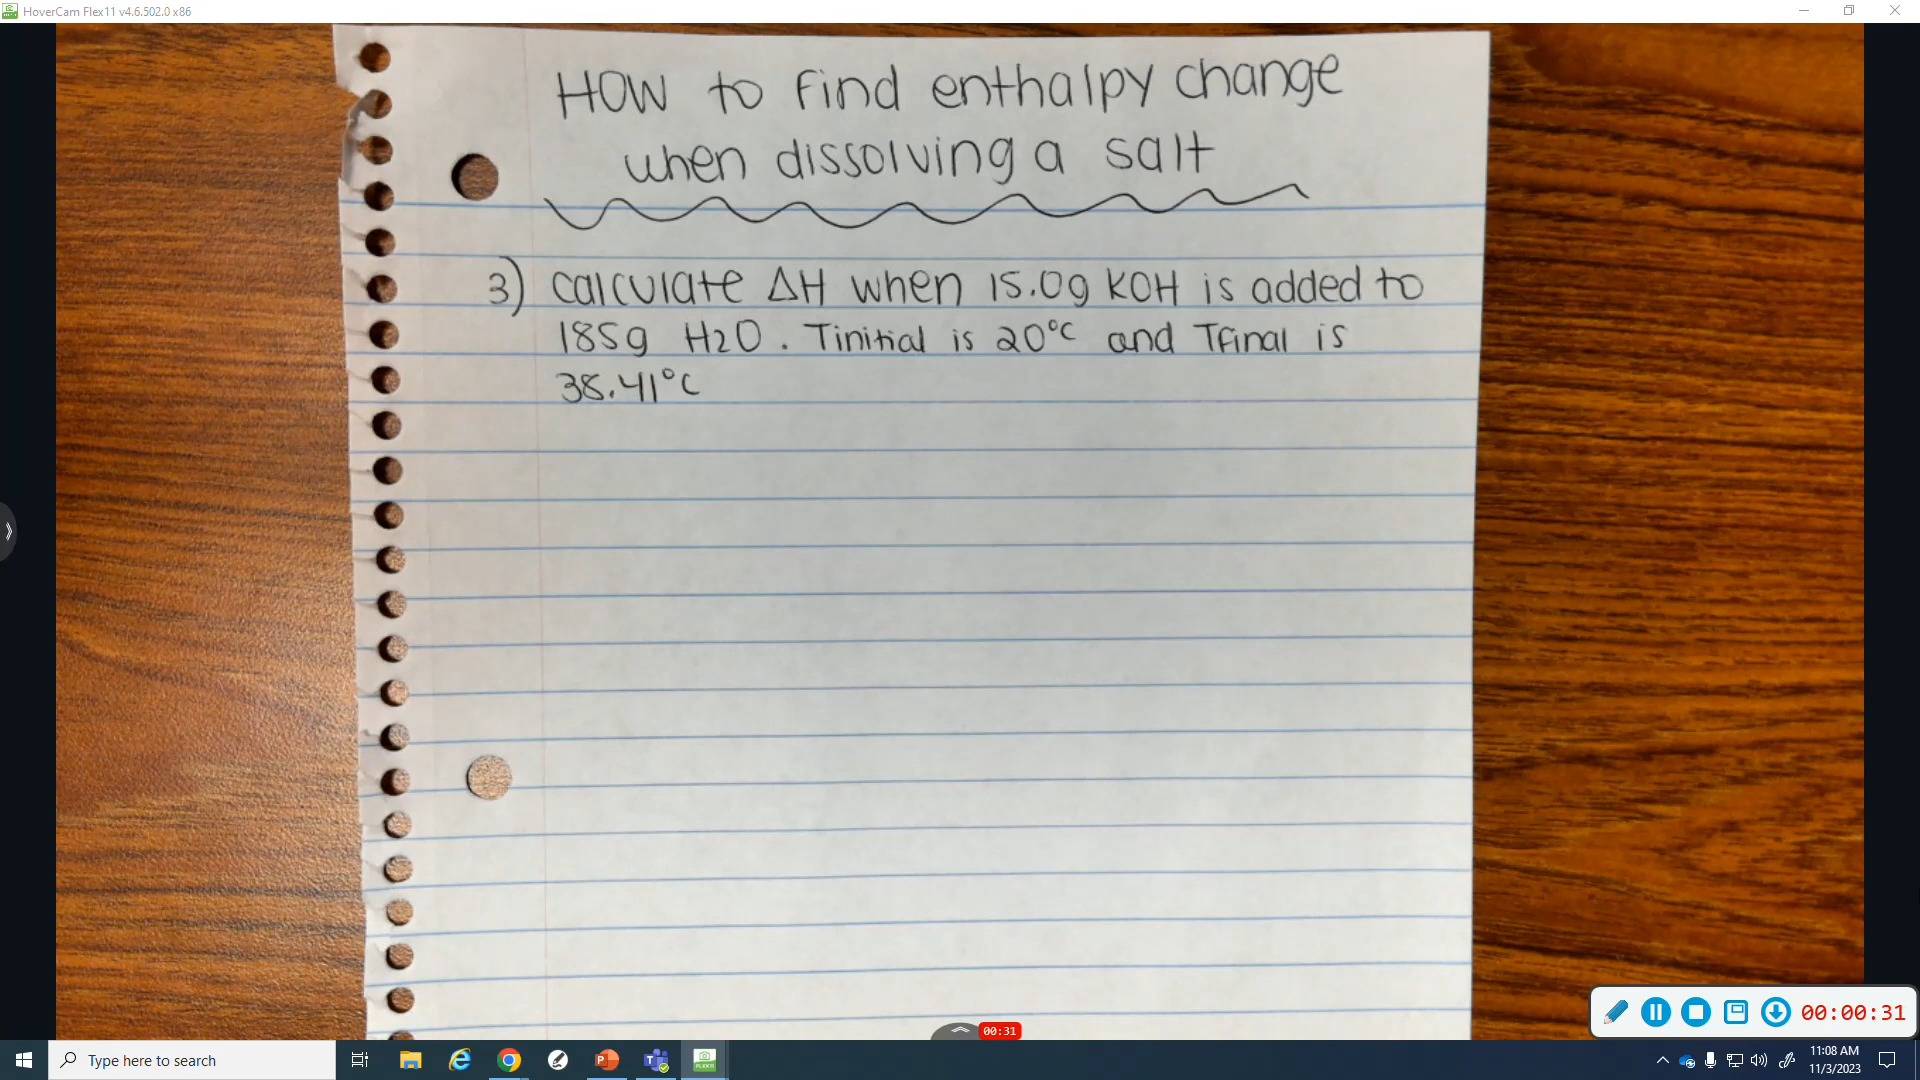 HoverCam Flex11 v4.6.502.0 x86
HOW to find enthalpy change
when dissolving a salt
3) calculate ΔH when 15.0g KOH is added to
185g H2O. Tinitial is 20°C and Tfinal is
38.41°C
00:31
00:00:31
Type here to search
11:08 AM
11/3/2023